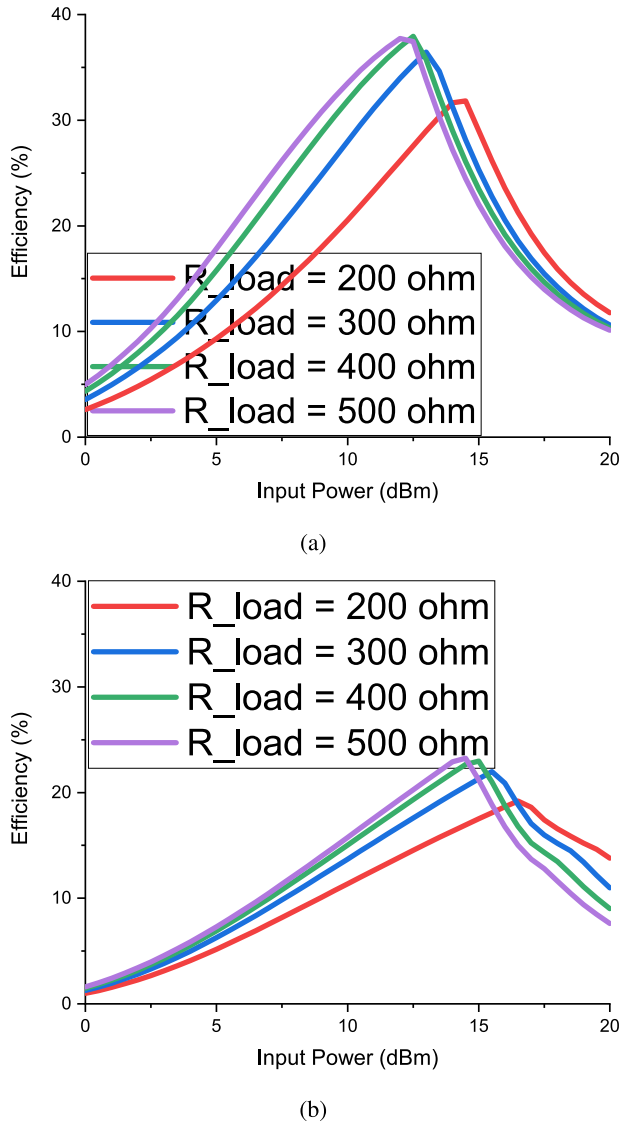 40
30
20
10
0
Efficiency (%)
R_load = 200 ohm
R_load = 300 ohm
R_load = 400 ohm
R_load = 500 ohm
0 5 10 15 20
Input Power (dBm)
(a)
40
30
20
10
0
Efficiency (%)
R_load = 200 ohm
R_load = 300 ohm
R_load = 400 ohm
R_load = 500 ohm
0 5 10 15 20
Input Power (dBm)
(b)